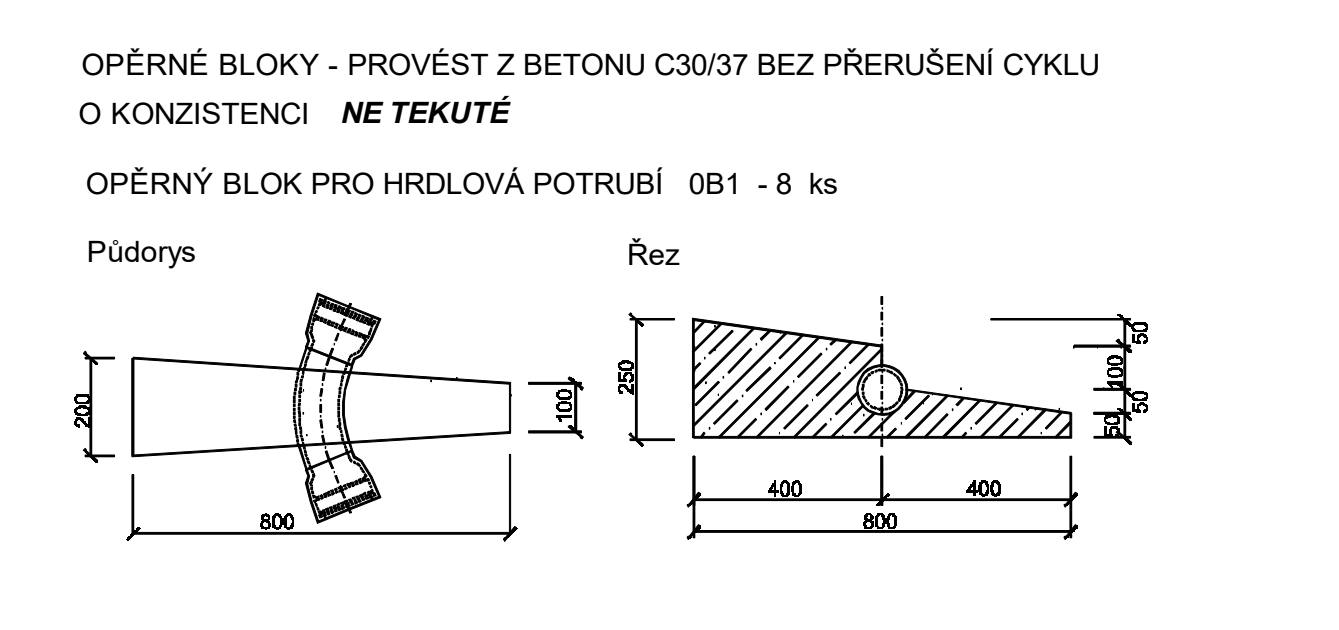 OPĚRNÉ BLOKY - PROVÉST Z BETONU C30/37 BEZ PŘERUŠENÍ CYKLU
O KONZISTENCI NE TEKUTÉ
OPĚRNÝ BLOK PRO HRDLOVÁ POTRUBÍ 0B1 - 8 ks
Půdorys
Řez
200
100
800
250
50
100
50
50
400
400
800